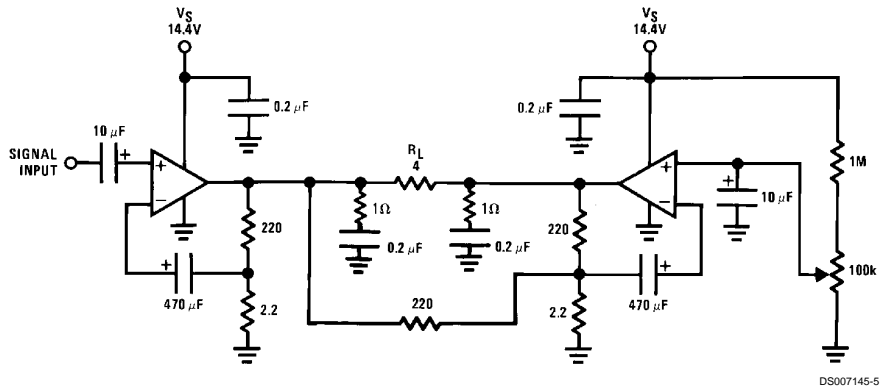 VS
14.4V
VS
14.4V
0.2 μF
0.2 μF
10 μF
+
SIGNAL
INPUT
+
−
RL
4
+
−
1M
+
10 μF
220
1Ω
0.2 μF
1Ω
0.2 μF
220
100k
+
470 μF
2.2
220
2.2
+
470 μF
DS007145-5